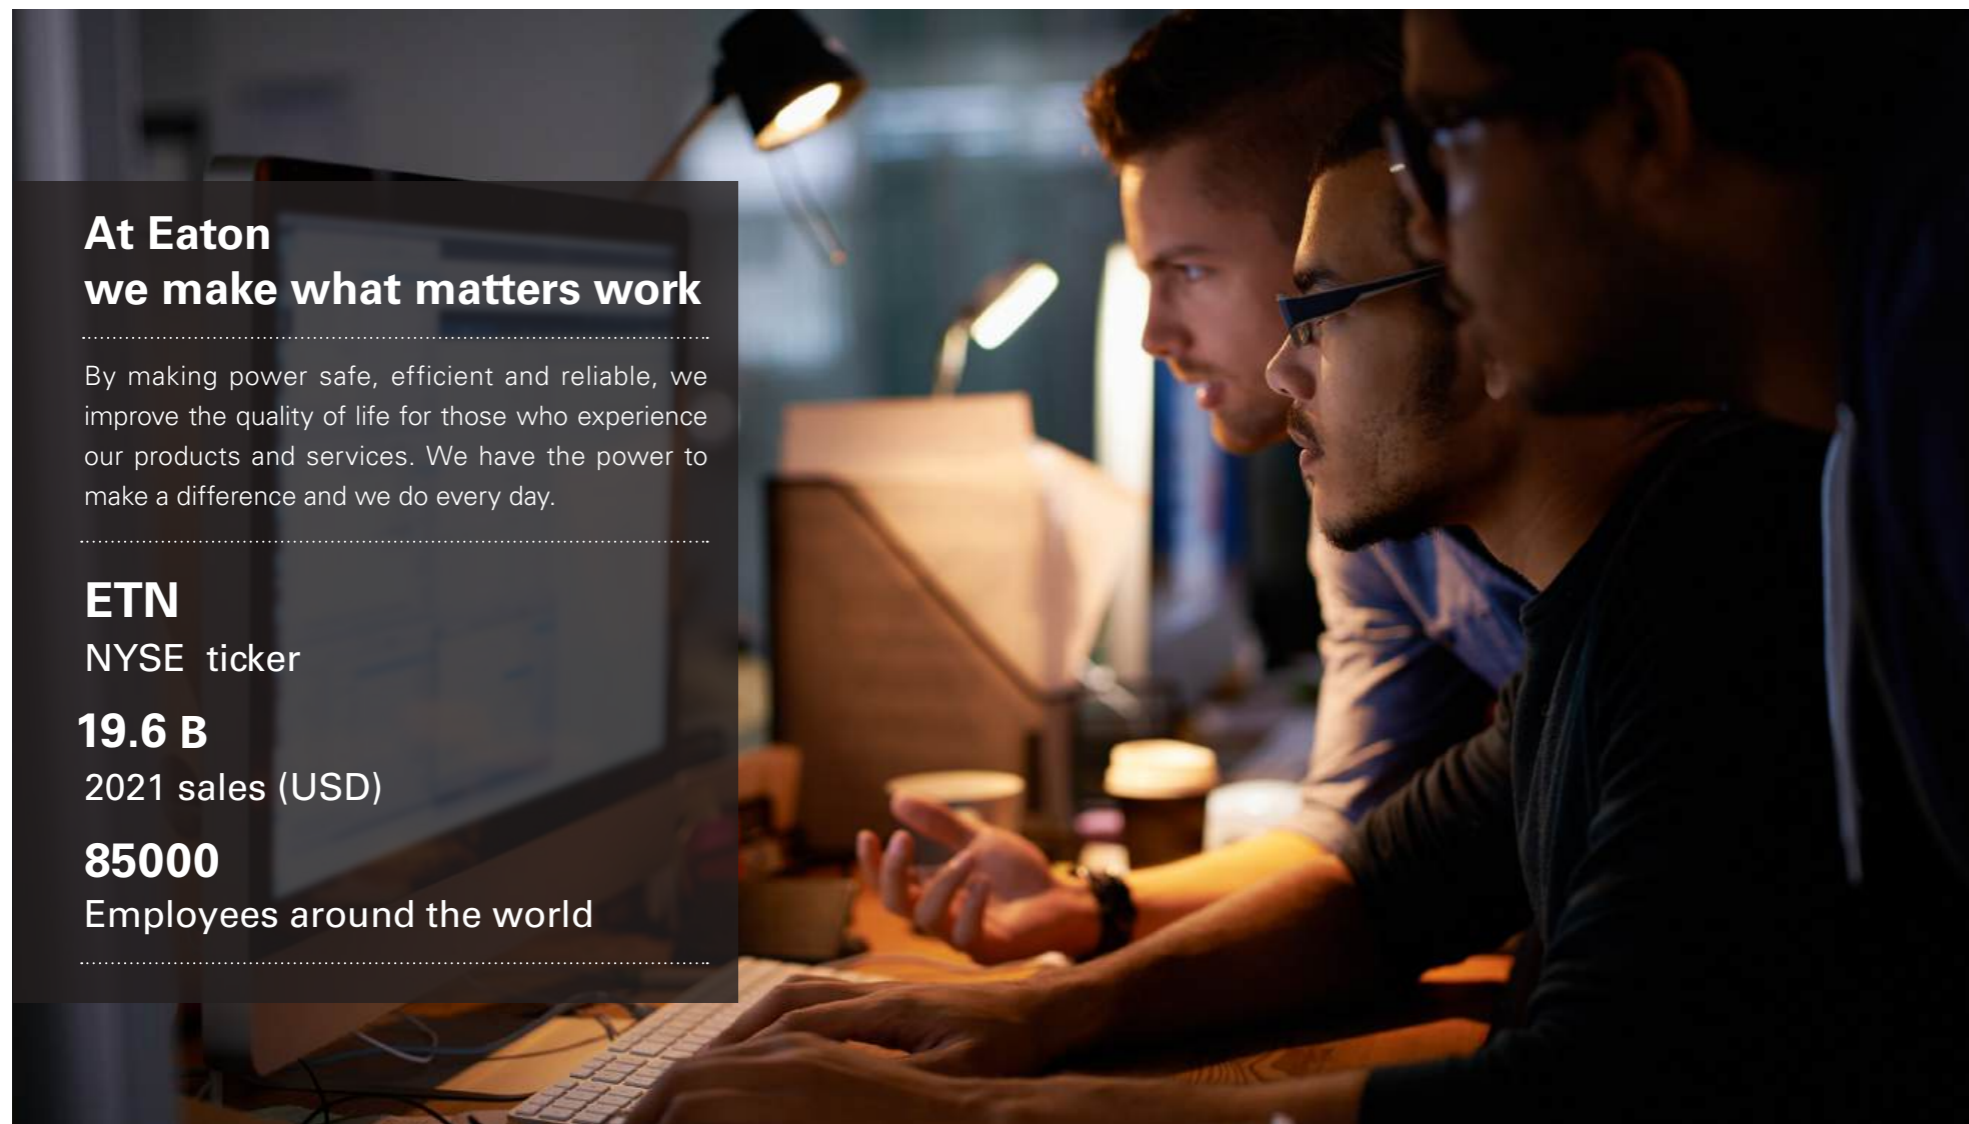 At Eaton
we make what matters work
By making power safe, efficient and reliable, we
improve the quality of life for those who experience
our products and services. We have the power to
make a difference and we do every day.
ETN
NYSE ticker
19.6 B
2021 sales (USD)
85000
Employees around the world